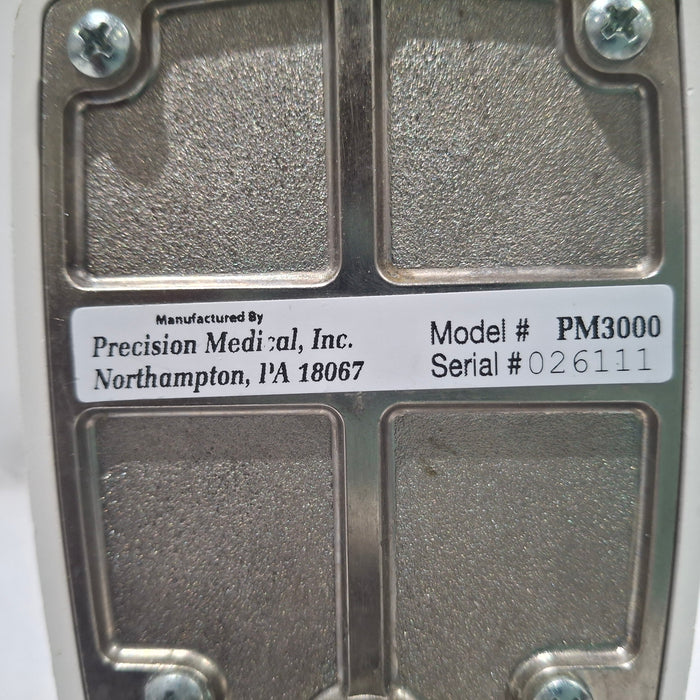 Manufactured By
Precision Medical, Inc.
Northampton, PA 18067
Model # PM3000
Serial # 026111